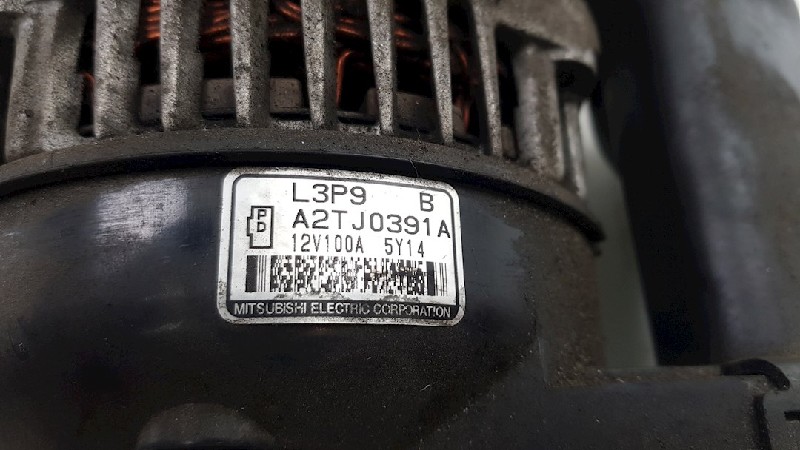 L3P9 B
A2TJ0391A
P
D
12V100A 5Y14
MITSUBISHI ELECTRIC CORPORATION